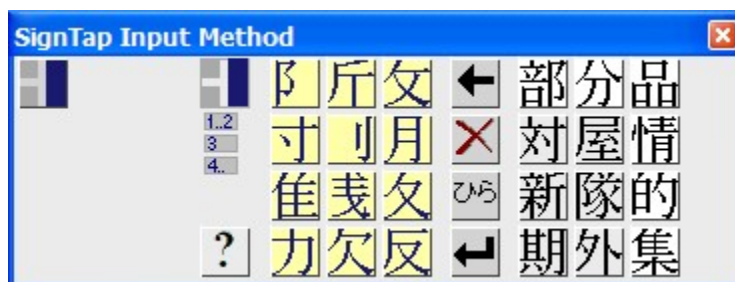 SignTap Input Method
阝 斤 攵 ← 部 分 品
1..2 寸 刂 月 対 屋 情
3
4..
隹 夂 ひら 新 隊 的
? 力 欠 反 ↵ 期 外 集